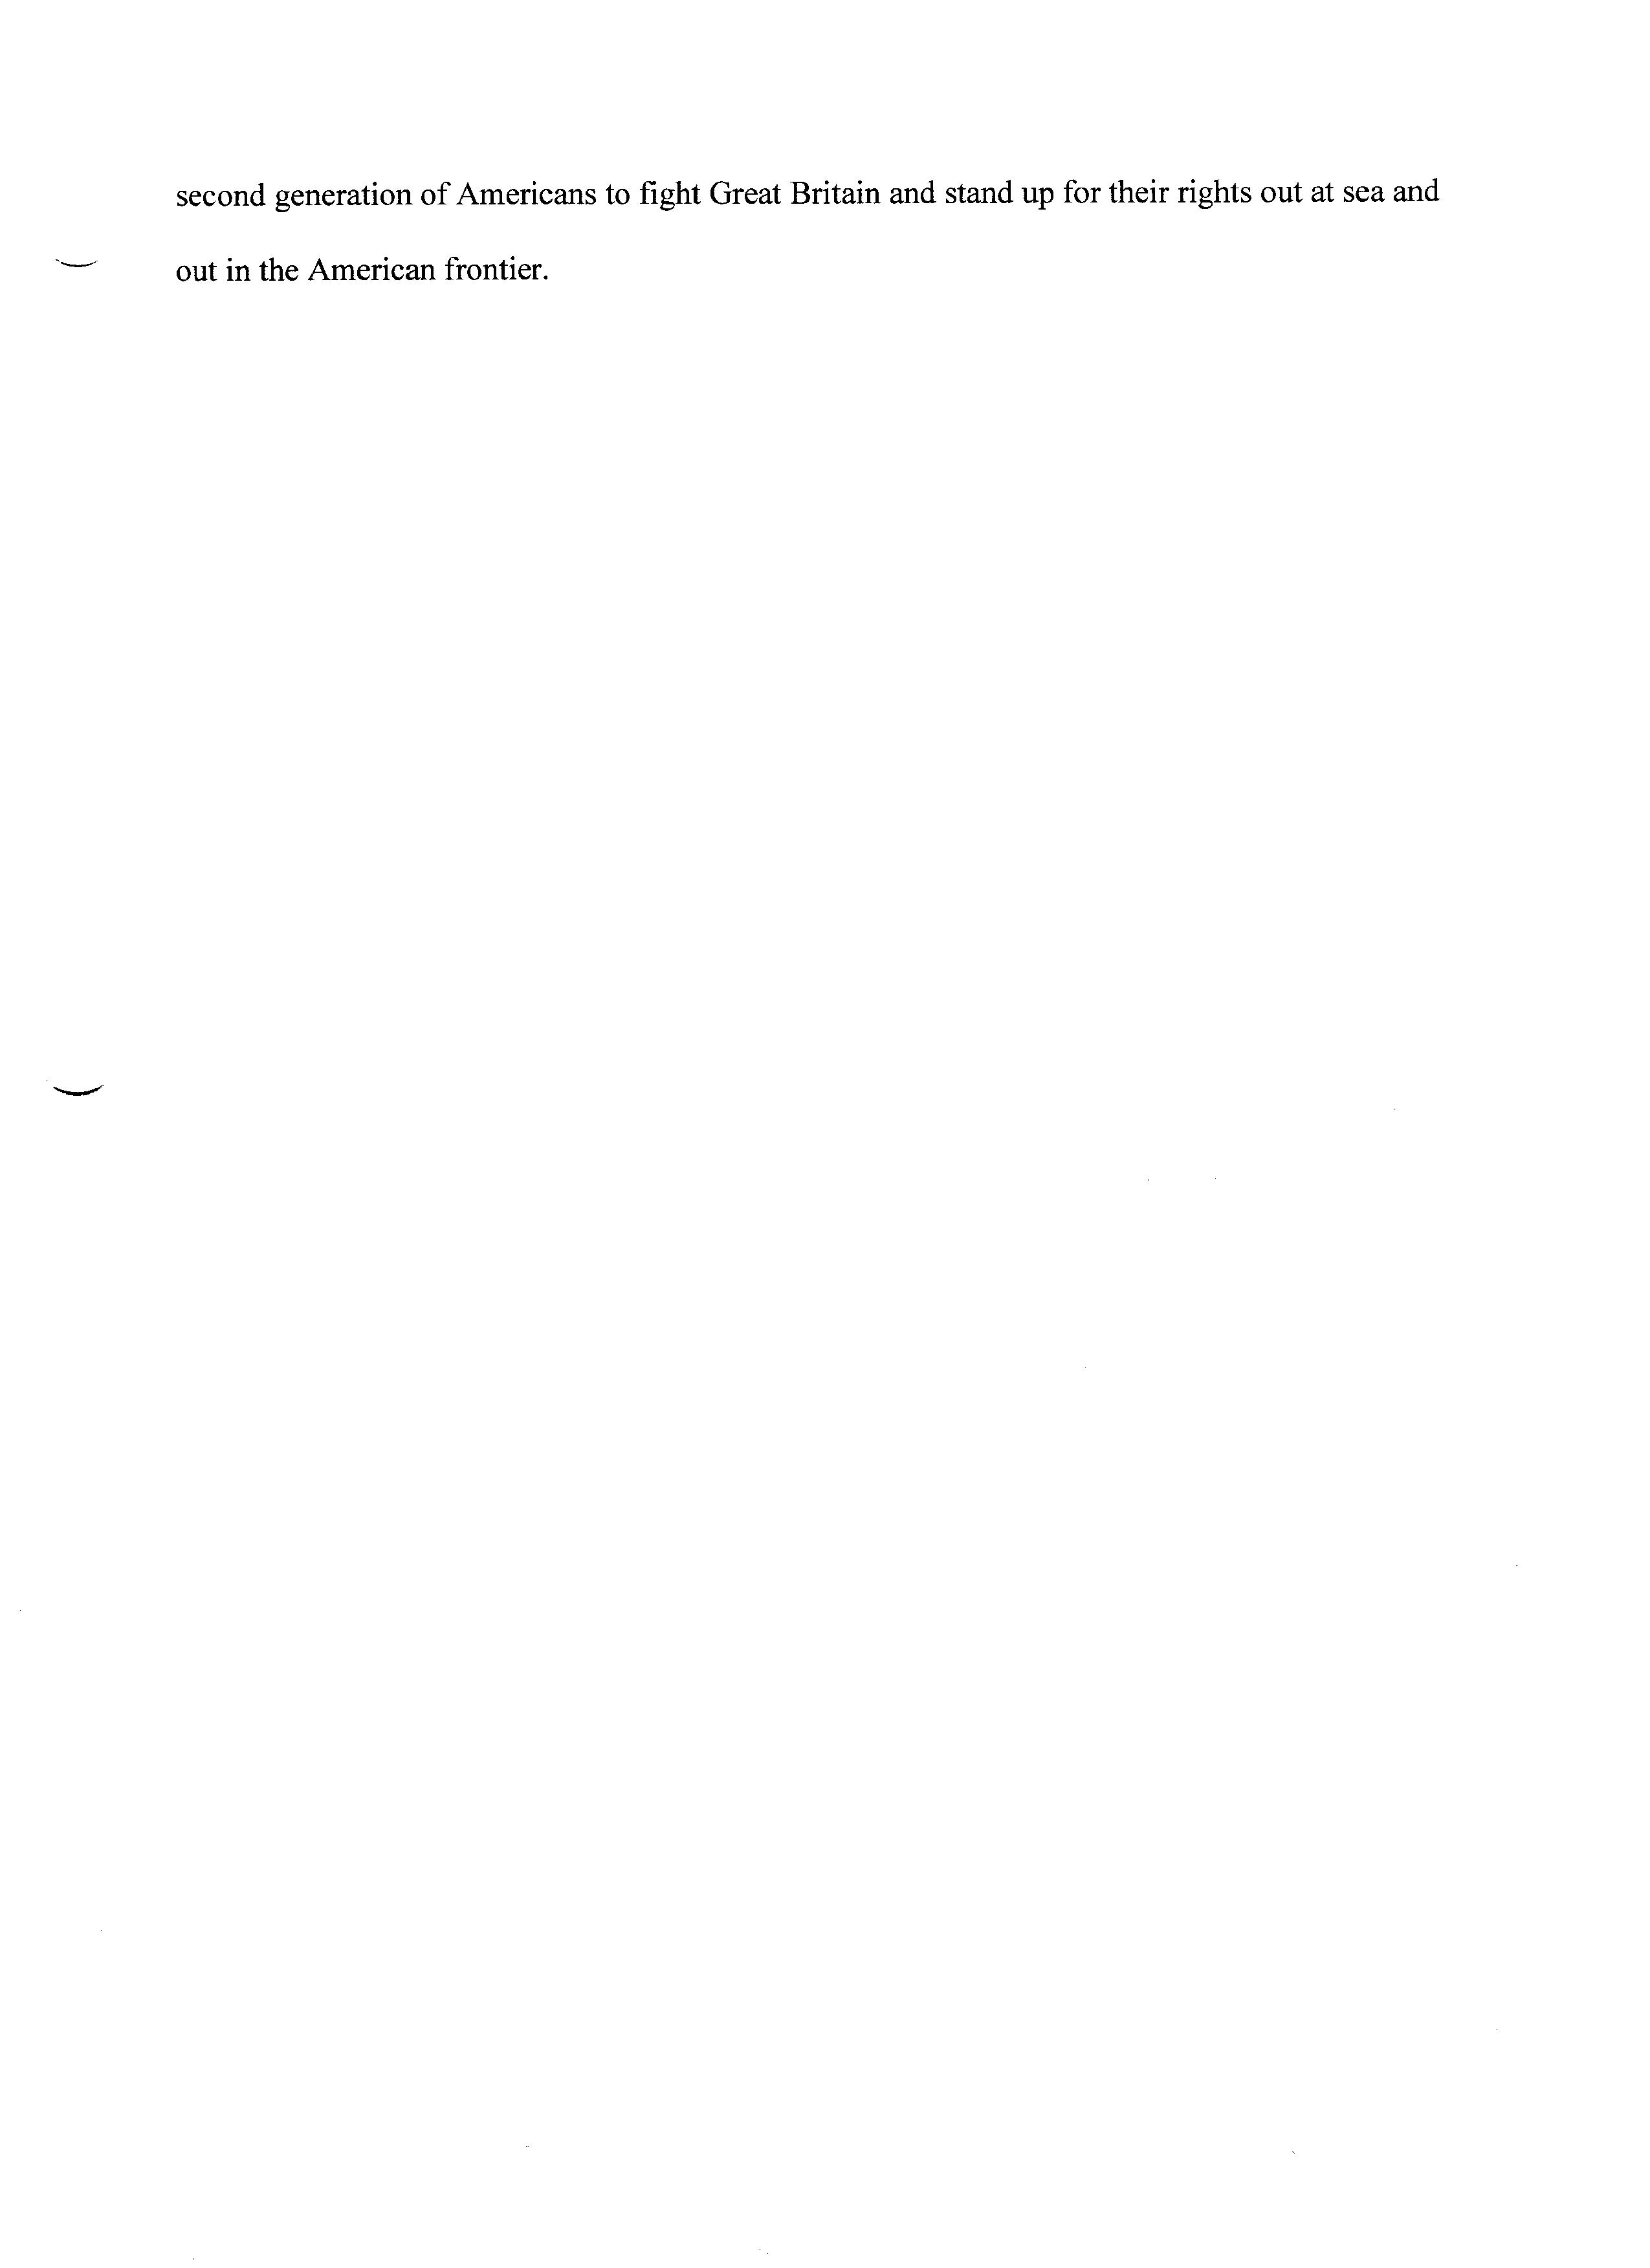 second generation of Americans to fight Great Britain and stand up for their rights out at sea and
out in the American frontier.